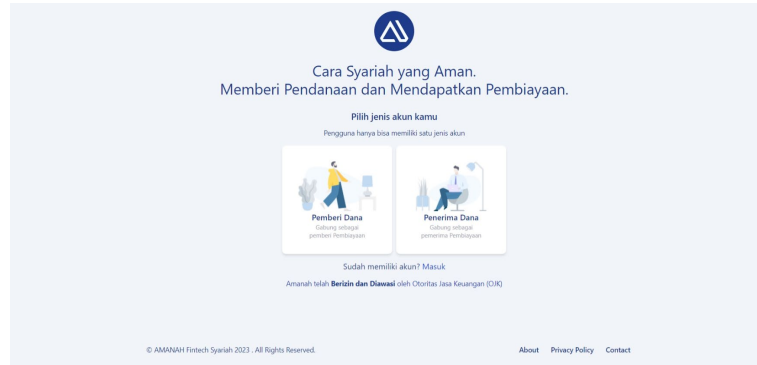 Cara Syariah yang Aman.
Memberi Pendanaan dan Mendapatkan Pembiayaan.
Pilih jenis akun kamu
Pengguna hanya bisa memiliki satu jenis akun
Pemberi Dana
Gabung sebagai
pemberi Pembiayaan
Penerima Dana
Gabung sebagai
penerima Pembiayaan
Sudah memiliki akun? Masuk
Amanah telah Berizin dan Diawasi oleh Otoritas Jasa Keuangan (OJK)
© AMANAH Fintech Syariah 2023 . All Rights Reserved.
About Privacy Policy Contact